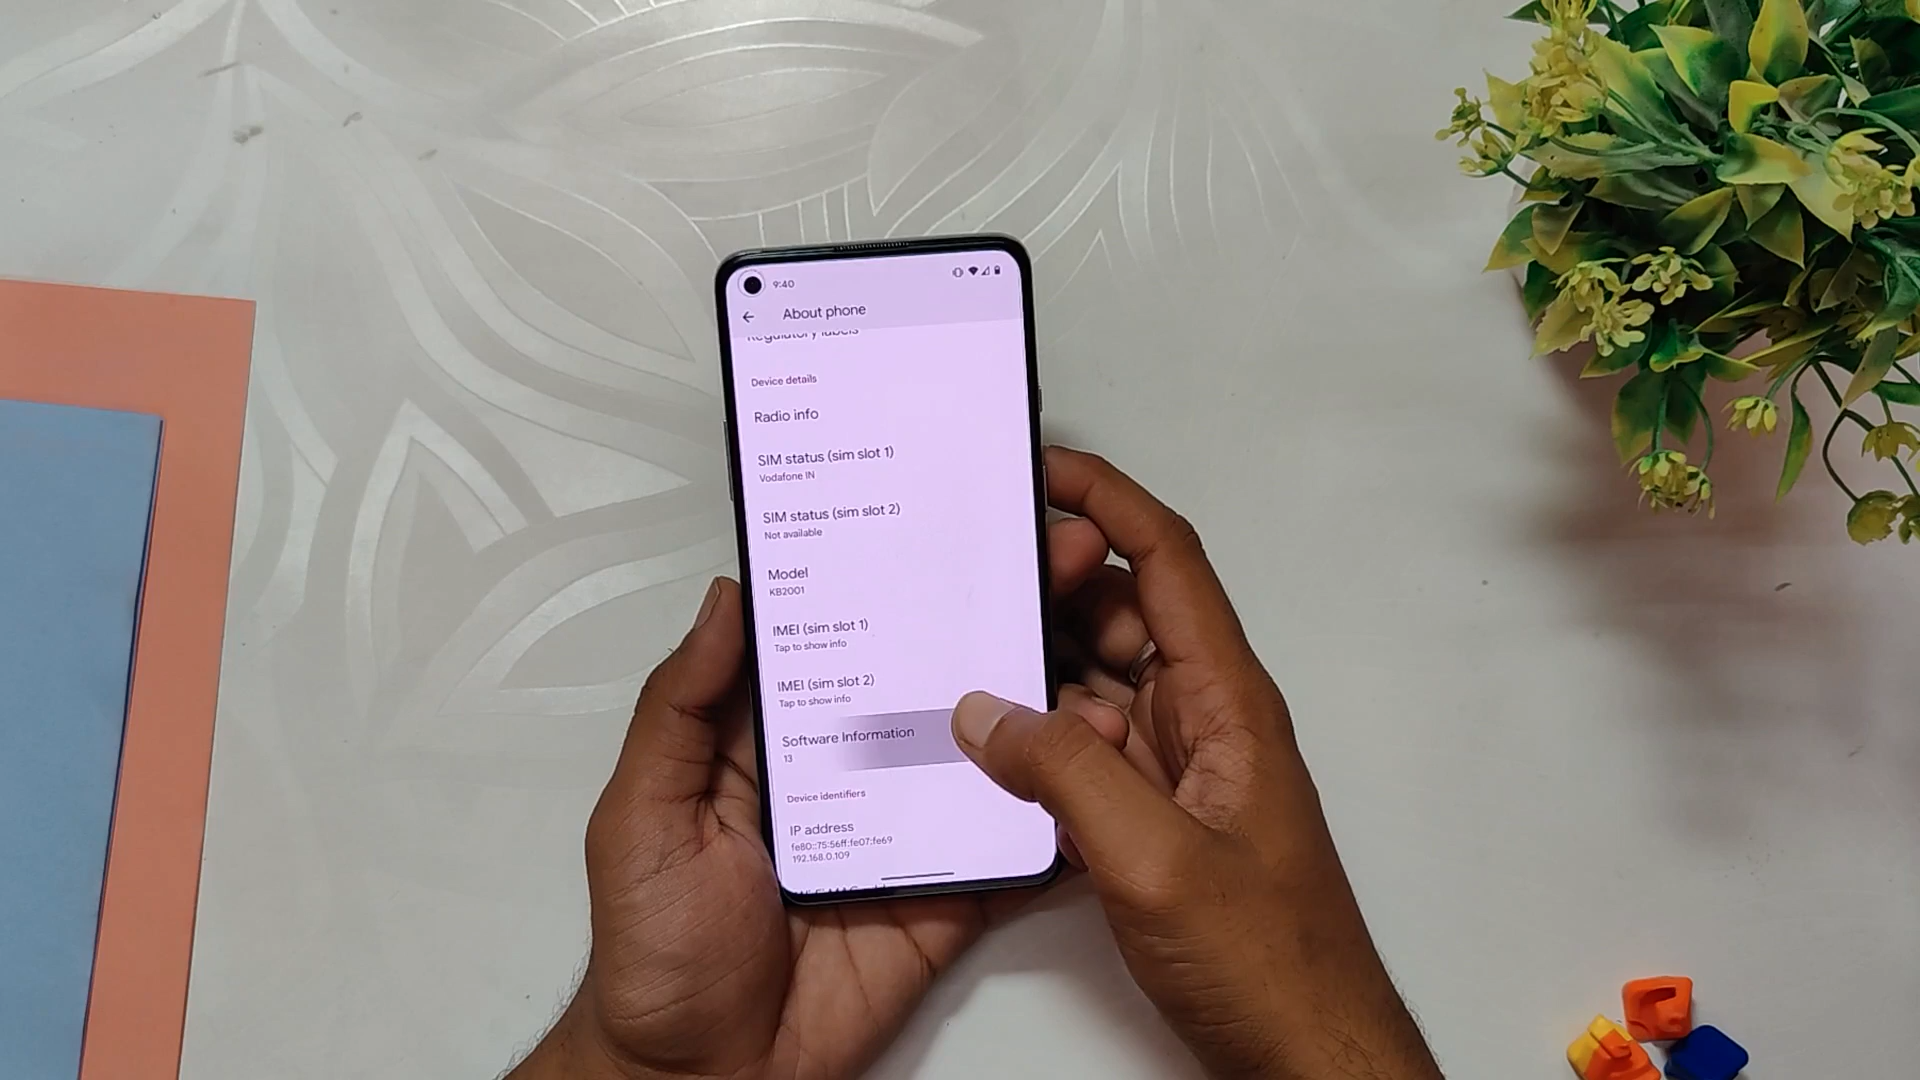 9:40
About phone
Regulatory labels
Device details
Radio info
SIM status (sim slot 1)
Vodafone IN
SIM status (sim slot 2)
Not available
Model
KB2001
IMEI (sim slot 1)
Tap to show info
IMEI (sim slot 2)
Tap to show info
Software Information
13
Device identifiers
IP address
fe80::75:56ff:fe07:fe69
192.168.0.109